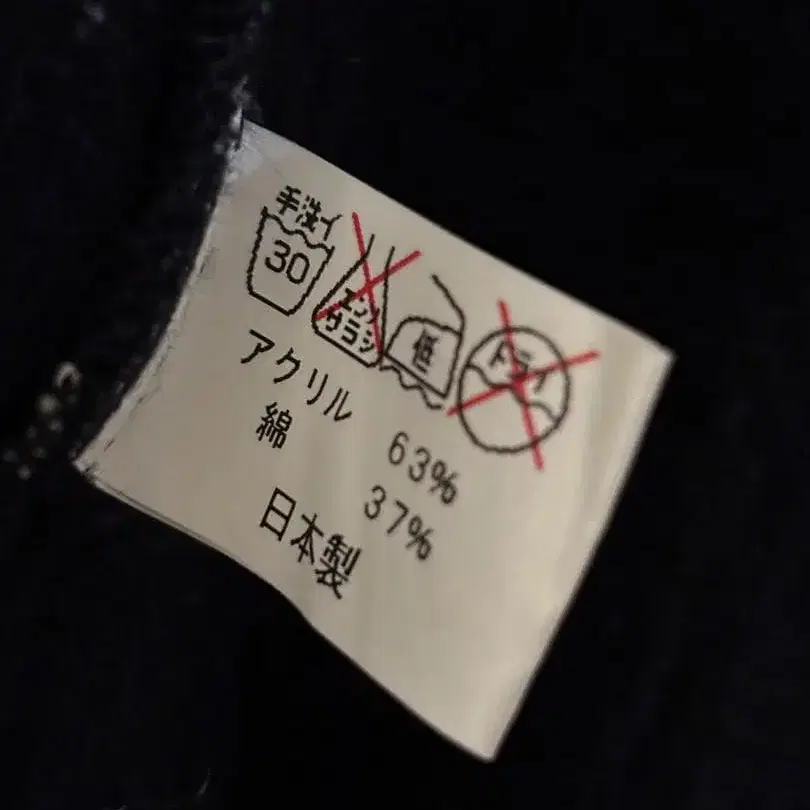 手洗イ
30
エンソ
サラシ
低
ドライ
アクリル 63%
綿 37%
日本製